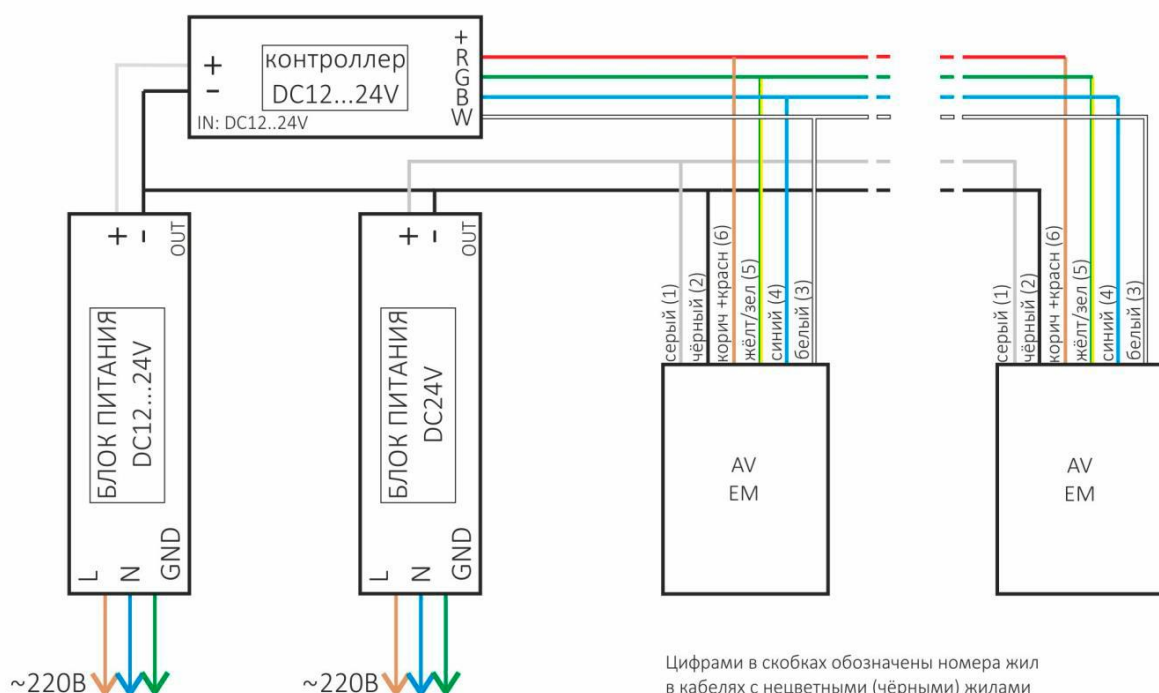 контроллер
DC12...24V
IN: DC12..24V
+
-
+
R
G
B
W
+
-
OUT
БЛОК ПИТАНИЯ
DC12...24V
L
N
GND
~220В
+
-
OUT
БЛОК ПИТАНИЯ
DC24V
L
N
GND
~220В
серый (1)
чёрный (2)
корич +красн (6)
жёлт/зел (5)
синий (4)
белый (3)
AV
EM
серый (1)
чёрный (2)
корич +красн (6)
жёлт/зел (5)
синий (4)
белый (3)
AV
EM
Цифрами в скобках обозначены номера жил
в кабелях с нецветными (чёрными) жилами